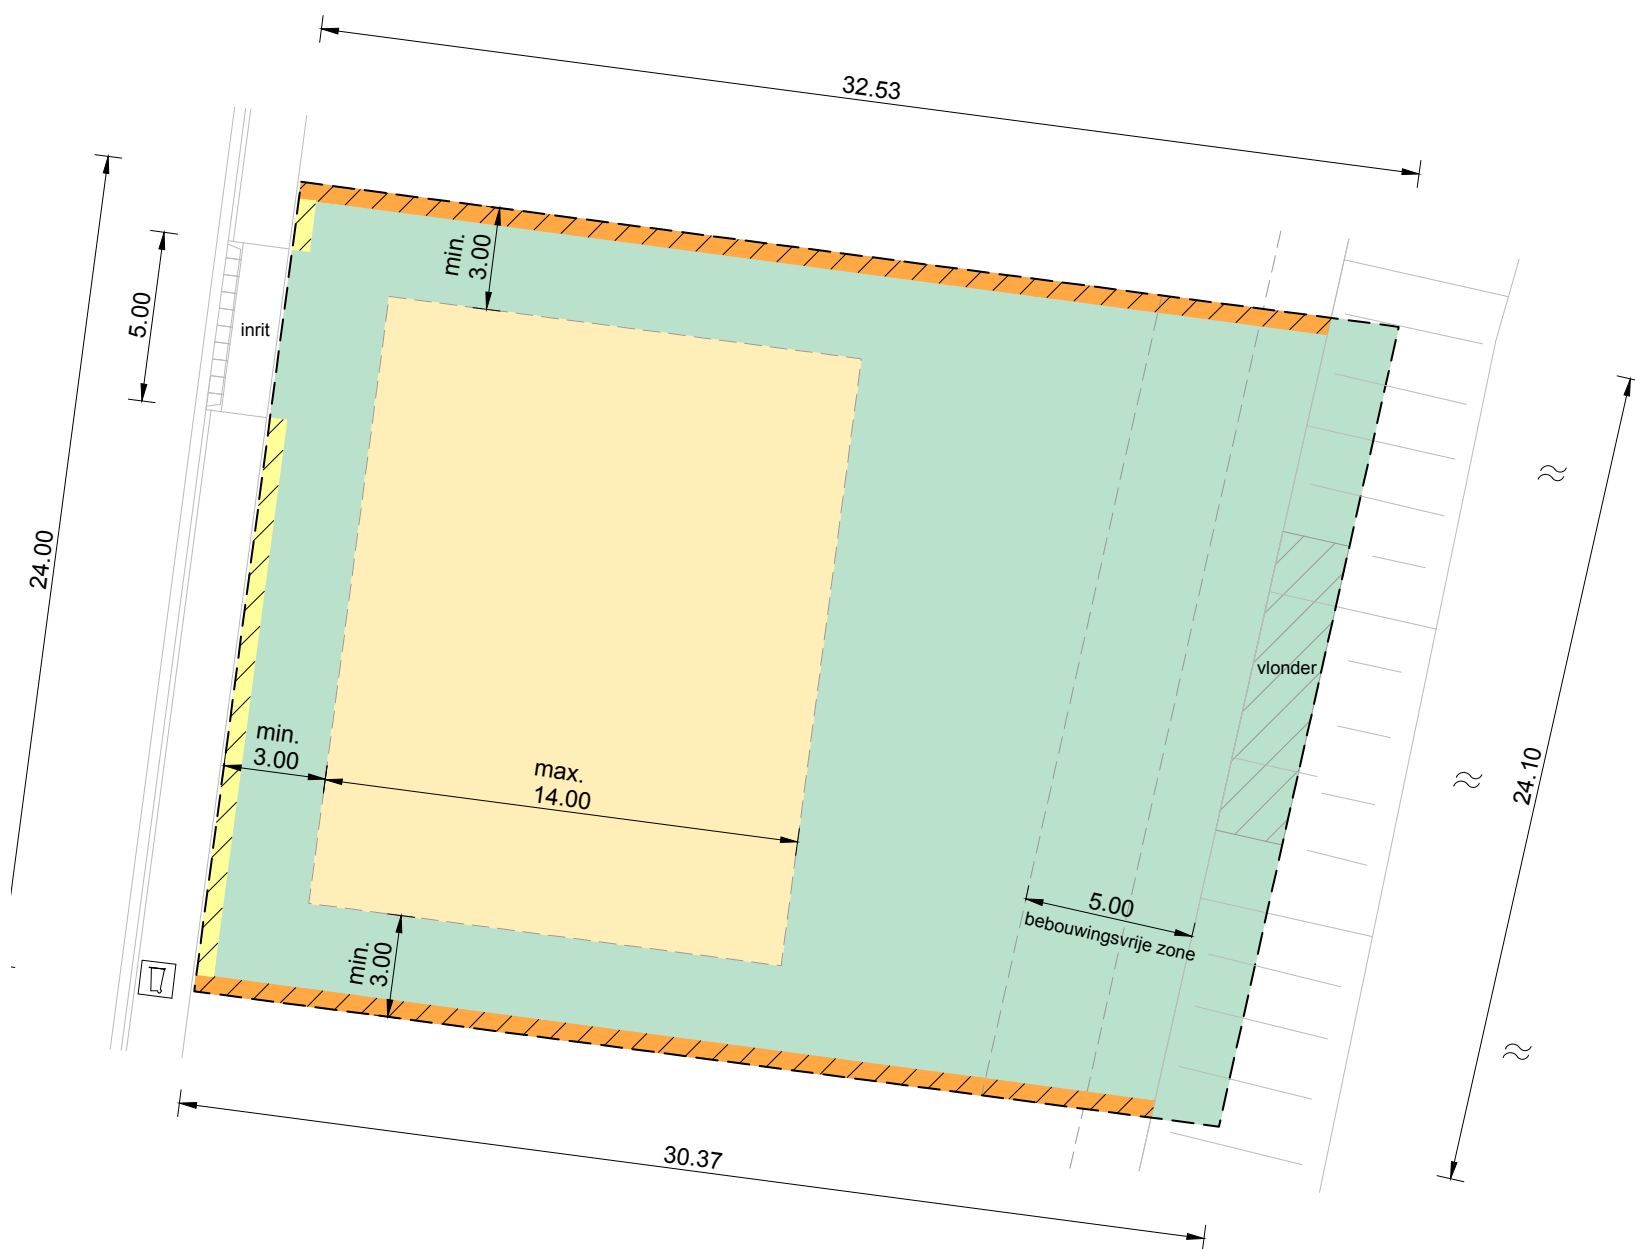 32.53
min.
3.00
5.00
inrit
24.00
vlonder
min.
3.00
max.
14.00
24.10
5.00
bebouwingsvrije zone
min.
3.00
30.37